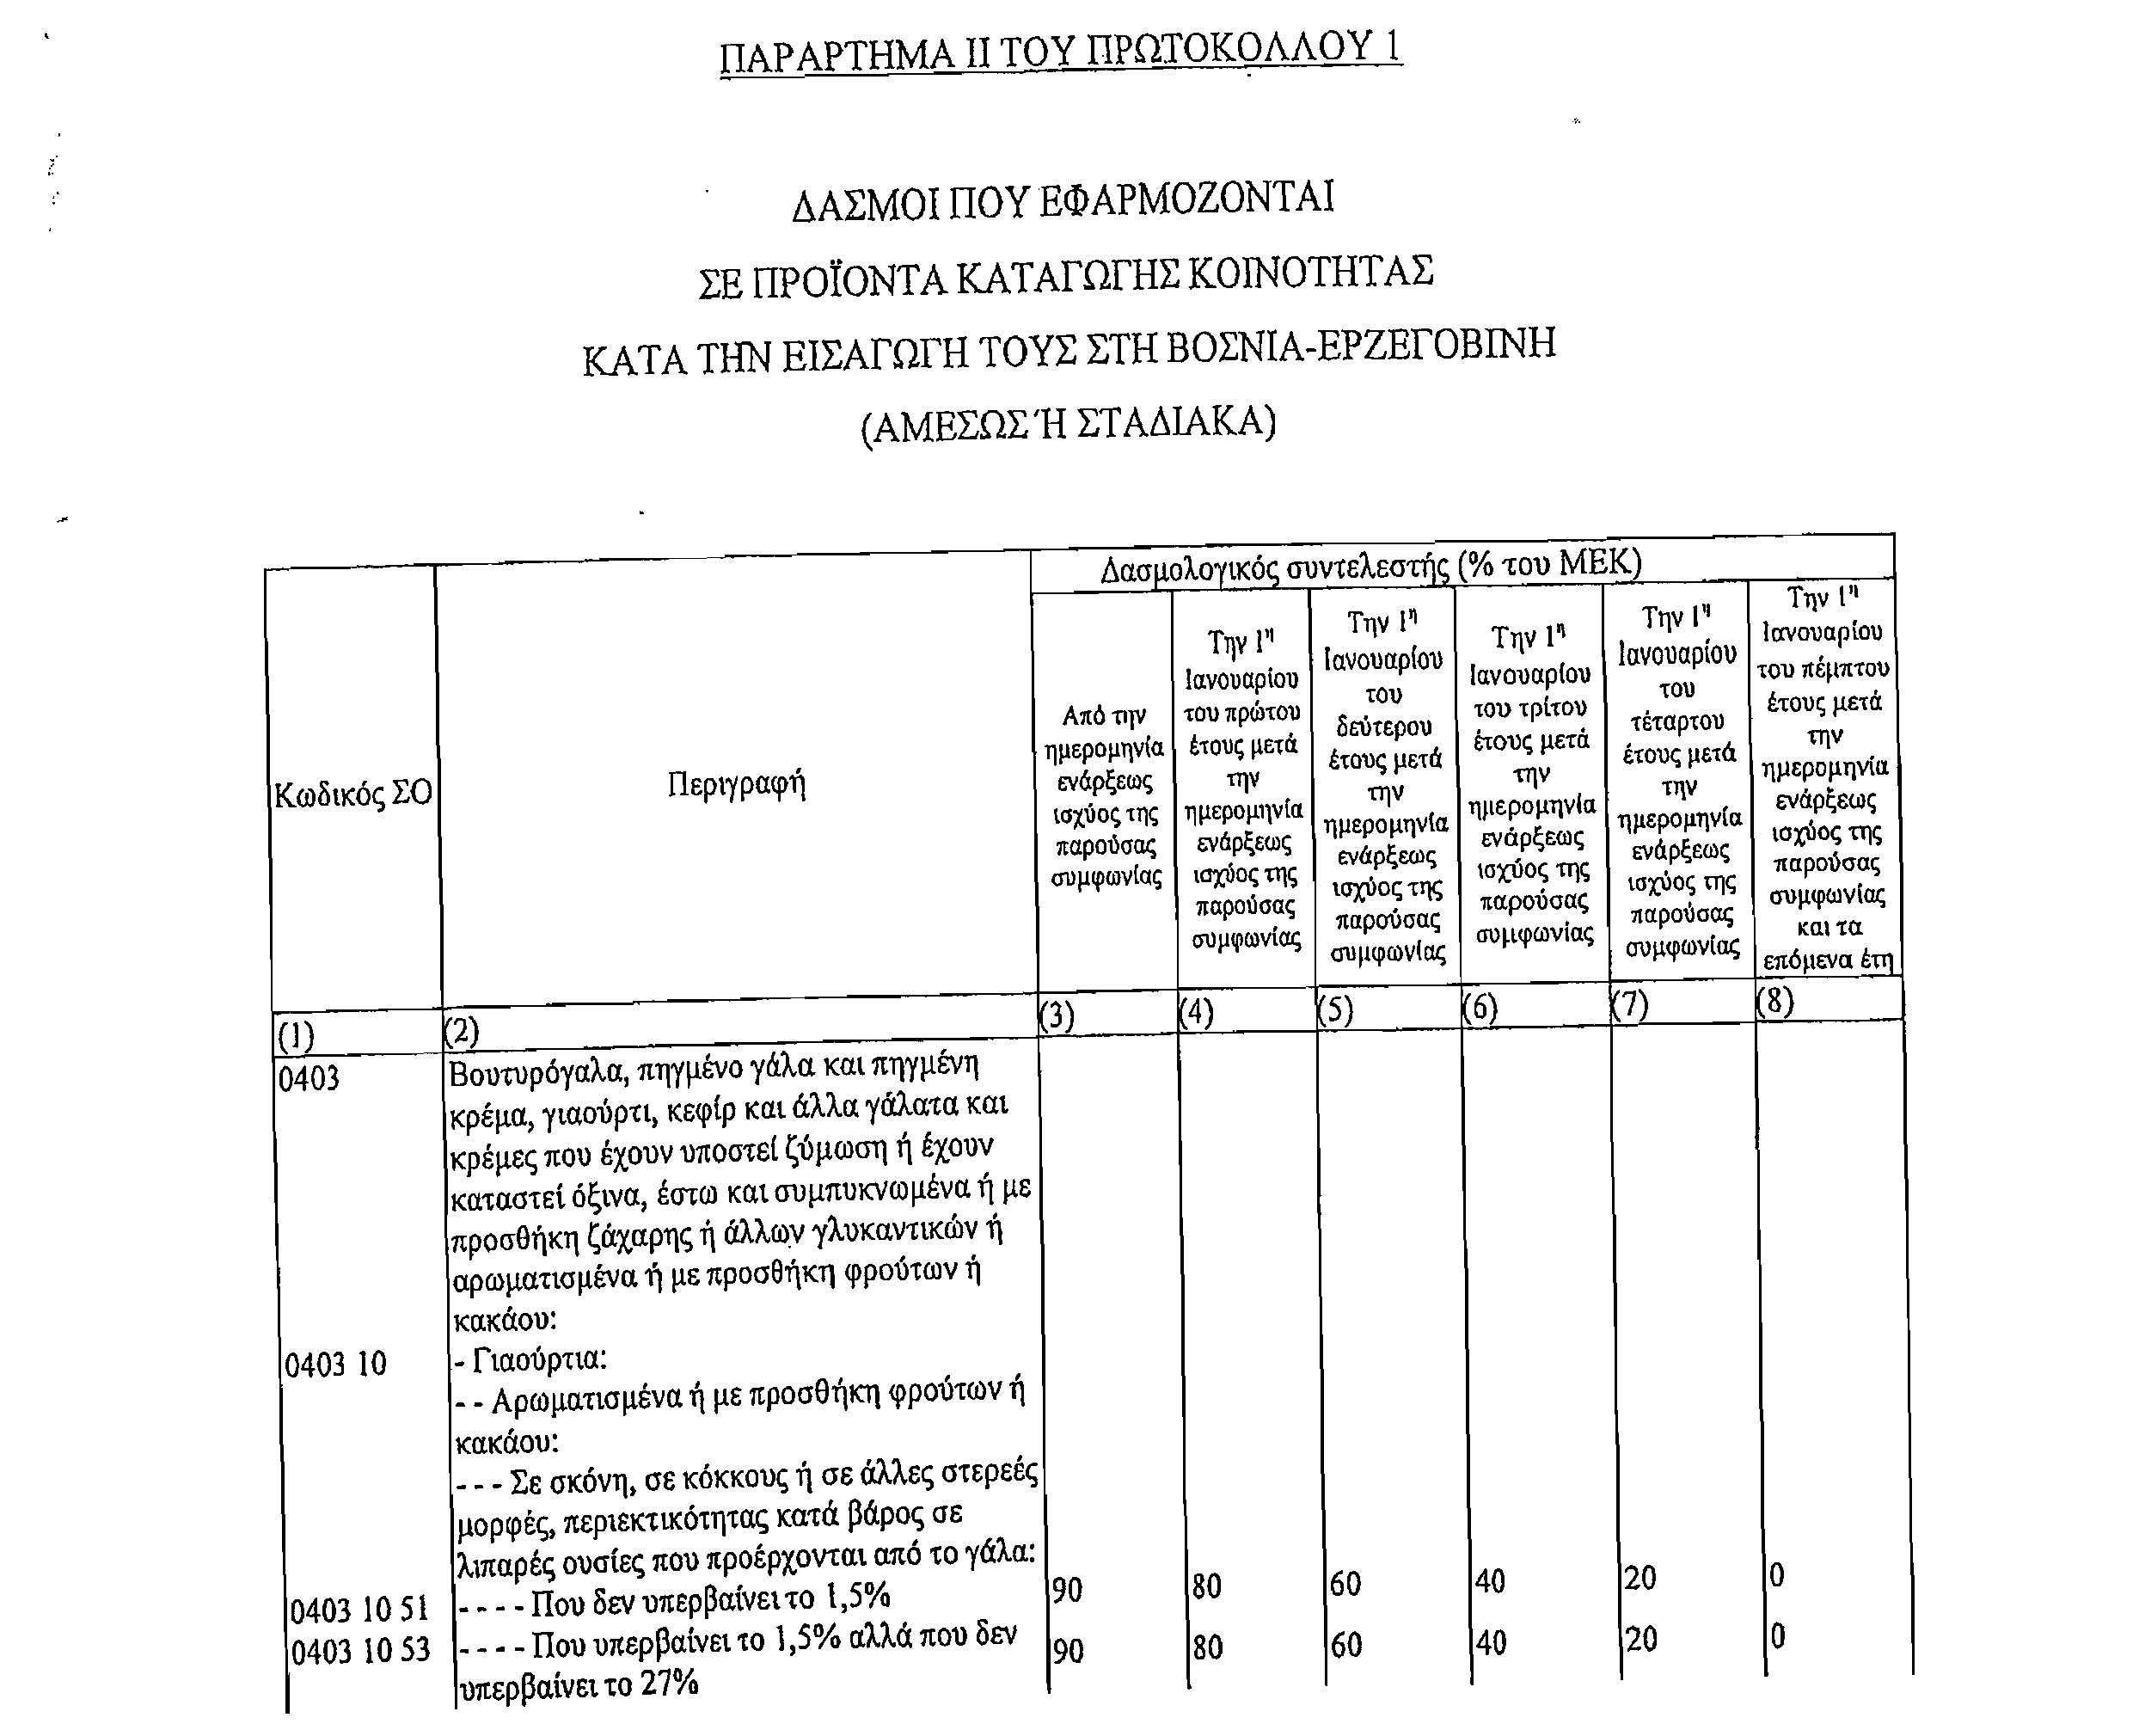 ΠΑΡΑΡΤΗΜΑ ΙΙ ΤΟΥ ΠΡΩΤΟΚΟΛΛΟΥ 1
ΔΑΣΜΟΙ ΠΟΥ ΕΦΑΡΜΟΖΟΝΤΑΙ
ΣΕ ΠΡΟΪΟΝΤΑ ΚΑΤΑΓΩΓΗΣ ΚΟΙΝΟΤΗΤΑΣ
ΚΑΤΑ ΤΗΝ ΕΙΣΑΓΩΓΗ ΤΟΥΣ ΣΤΗ ΒΟΣΝΙΑ-ΕΡΖΕΓΟΒΙΝΗ
(ΑΜΕΣΩΣ Ή ΣΤΑΔΙΑΚΑ)
Κωδικός ΣΟ
Περιγραφή
Δασμολογικός συντελεστής (% του ΜΕΚ)
Από την
ημερομηνία
ενάρξεως
ισχύος της
παρούσας
συμφωνίας
Την 1η
Ιανουαρίου
του πρώτου
έτους μετά
την
ημερομηνία
ενάρξεως
ισχύος της
παρούσας
συμφωνίας
Την 1η
Ιανουαρίου
του
δεύτερου
έτους μετά
την
ημερομηνία
ενάρξεως
ισχύος της
παρούσας
συμφωνίας
Την 1η
Ιανουαρίου
του τρίτου
έτους μετά
την
ημερομηνία
ενάρξεως
ισχύος της
παρούσας
συμφωνίας
Την 1η
Ιανουαρίου
του
τέταρτου
έτους μετά
την
ημερομηνία
ενάρξεως
ισχύος της
παρούσας
συμφωνίας
Την 1η
Ιανουαρίου
του πέμπτου
έτους μετά
την
ημερομηνία
ενάρξεως
ισχύος της
παρούσας
συμφωνίας
και τα
επόμενα έτη
(1) (2) (3) (4) (5) (6) (7) (8)
0403 Βουτυρόγαλα, πηγμένο γάλα και πηγμένη
κρέμα, γιαούρτι, κεφίρ και άλλα γάλατα και
κρέμες που έχουν υποστεί ζύμωση ή έχουν
καταστεί όξινα, έστω και συμπυκνωμένα ή με
προσθήκη ζάχαρης ή άλλων γλυκαντικών ή
αρωματισμένα ή με προσθήκη φρούτων ή
κακάου:
0403 10 - Γιαούρτια:
- - Αρωματισμένα ή με προσθήκη φρούτων ή
κακάου:
- - - Σε σκόνη, σε κόκκους ή σε άλλες στερεές
μορφές, περιεκτικότητας κατά βάρος σε
λιπαρές ουσίες που προέρχονται από το γάλα:
0403 10 51 - - - - Που δεν υπερβαίνει το 1,5% 90 80 60 40 20 0
0403 10 53 - - - - Που υπερβαίνει το 1,5% αλλά που δεν 90 80 60 40 20 0
υπερβαίνει το 27%